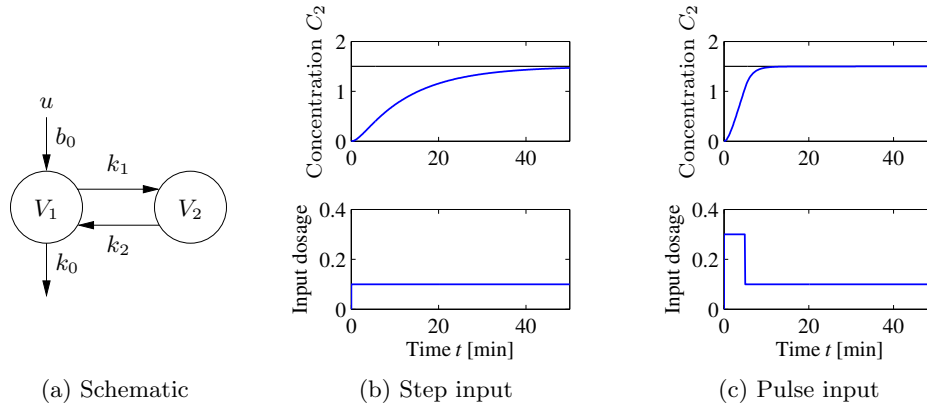 u
b0
k1
V1
V2
k2
k0
(a) Schematic
Concentration C2
2
1
0
0 20 40
Input dosage
0.4
0.2
0
0 20 40
Time t [min]
(b) Step input
Concentration C2
2
1
0
0 20 40
Input dosage
0.4
0.2
0
0 20 40
Time t [min]
(c) Pulse input